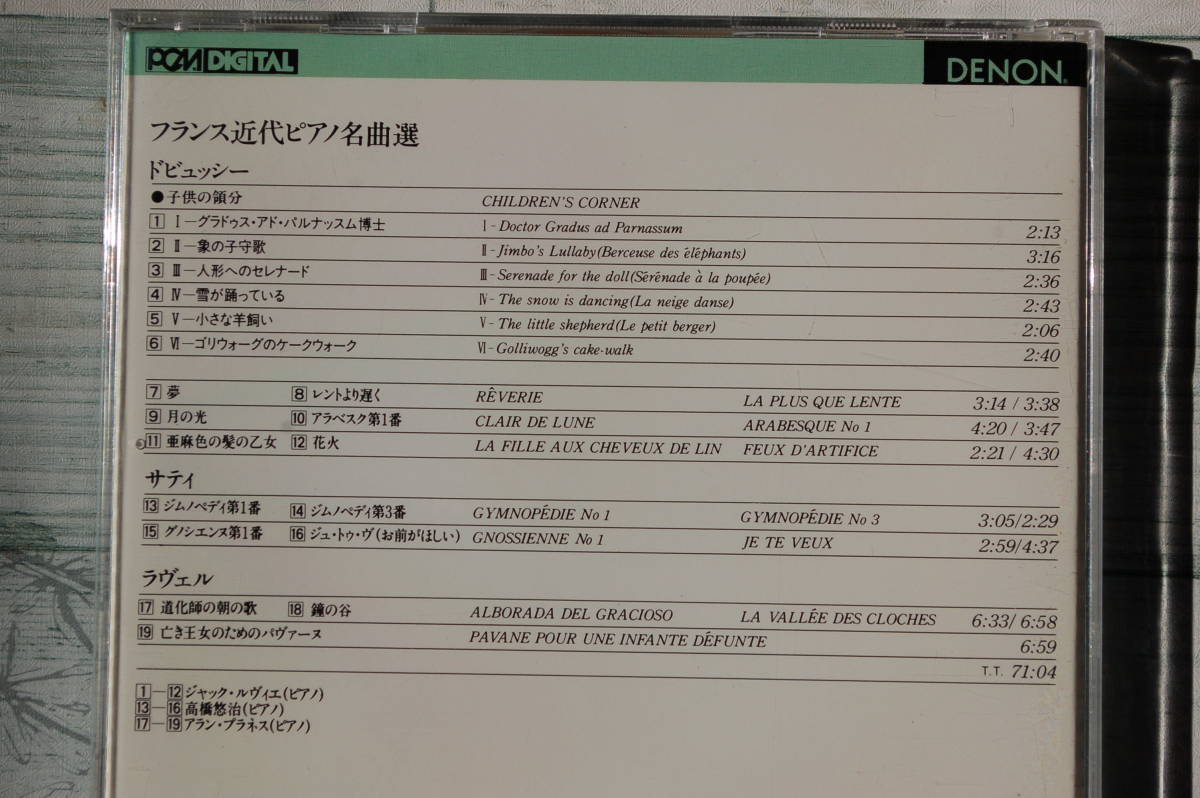 PCM DIGITAL DENON
フランス近代ピアノ名曲選
ドビュッシー
●子供の領分 CHILDREN'S CORNER
1 Ⅰ—グラドゥス・アド・パルナッスム博士 Ⅰ-Doctor Gradus ad Parnassum 2:13
2 Ⅱ—象の子守歌 Ⅱ-Jimbo's Lullaby(Berceuse des éléphants) 3:16
3 Ⅲ—人形へのセレナード Ⅲ-Serenade for the doll(Sérénade à la poupée) 2:36
4 Ⅳ—雪が踊っている Ⅳ-The snow is dancing(La neige danse) 2:43
5 Ⅴ—小さな羊飼い Ⅴ-The little shepherd(Le petit berger) 2:06
6 Ⅵ—ゴリウォーグのケークウォーク Ⅵ-Golliwogg's cake-walk 2:40
7 夢 8 レントより遅く RÊVERIE LA PLUS QUE LENTE 3:14 / 3:38
9 月の光 10 アラベスク第1番 CLAIR DE LUNE ARABESQUE No 1 4:20 / 3:47
11 亜麻色の髪の乙女 12 花火 LA FILLE AUX CHEVEUX DE LIN FEUX D'ARTIFICE 2:21 / 4:30
サティ
13 ジムノペディ第1番 14 ジムノペディ第3番 GYMNOPÉDIE No 1 GYMNOPÉDIE No 3 3:05/2:29
15 グノシエンヌ第1番 16 ジュ・トゥ・ヴ(お前がほしい) GNOSSIENNE No 1 JE TE VEUX 2:59/4:37
ラヴェル
17 道化師の朝の歌 18 鐘の谷 ALBORADA DEL GRACIOSO LA VALLÉE DES CLOCHES 6:33/ 6:58
19 亡き王女のためのパヴァーヌ PAVANE POUR UNE INFANTE DÉFUNTE 6:59
T.T. 71:04
1—12 ジャック・ルヴィエ(ピアノ)
13—16 高橋悠治(ピアノ)
17—19 アラン・プラネス(ピアノ)